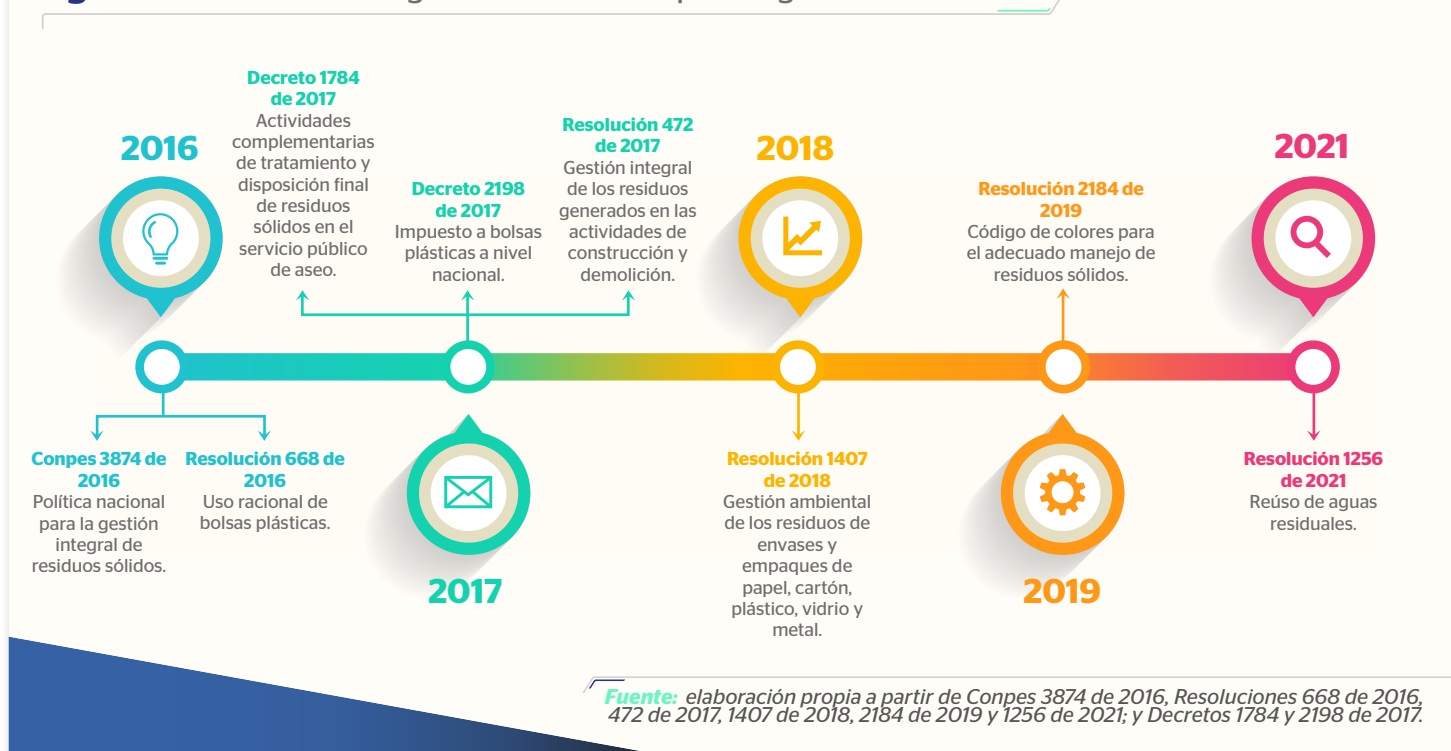 2016
Conpes 3874 de
2016
Política nacional
para la gestión
integral de
residuos sólidos.
Resolución 668 de
2016
Uso racional de
bolsas plásticas.
Decreto 1784
de 2017
Actividades
complementarias
de tratamiento y
disposición final
de residuos
sólidos en el
servicio público
de aseo.
Decreto 2198
de 2017
Impuesto a bolsas
plásticas a nivel
nacional.
Resolución 472
de 2017
Gestión integral
de los residuos
generados en las
actividades de
construcción y
demolición.
2017
2018
Resolución 1407
de 2018
Gestión ambiental
de los residuos de
envases y
empaques de
papel, cartón,
plástico, vidrio y
metal.
Resolución 2184 de
2019
Código de colores para
el adecuado manejo de
residuos sólidos.
2019
2021
Resolución 1256
de 2021
Reúso de aguas
residuales.
Fuente: elaboración propia a partir de Conpes 3874 de 2016, Resoluciones 668 de 2016,
472 de 2017, 1407 de 2018, 2184 de 2019 y 1256 de 2021; y Decretos 1784 y 2198 de 2017.